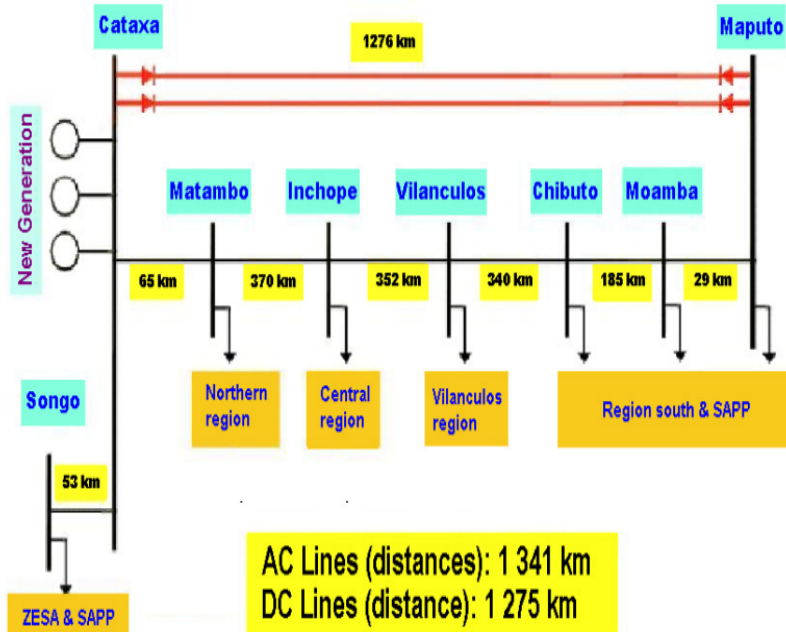 Cataxa
Maputo
1276 km
New Generation
Matambo
Inchope
Vilanculos
Chibuto
Moamba
65 km
370 km
352 km
340 km
185 km
29 km
Northern
region
Central
region
Vilanculos
region
Region south & SAPP
Songo
53 km
ZESA & SAPP
AC Lines (distances): 1 341 km
DC Lines (distance): 1 275 km